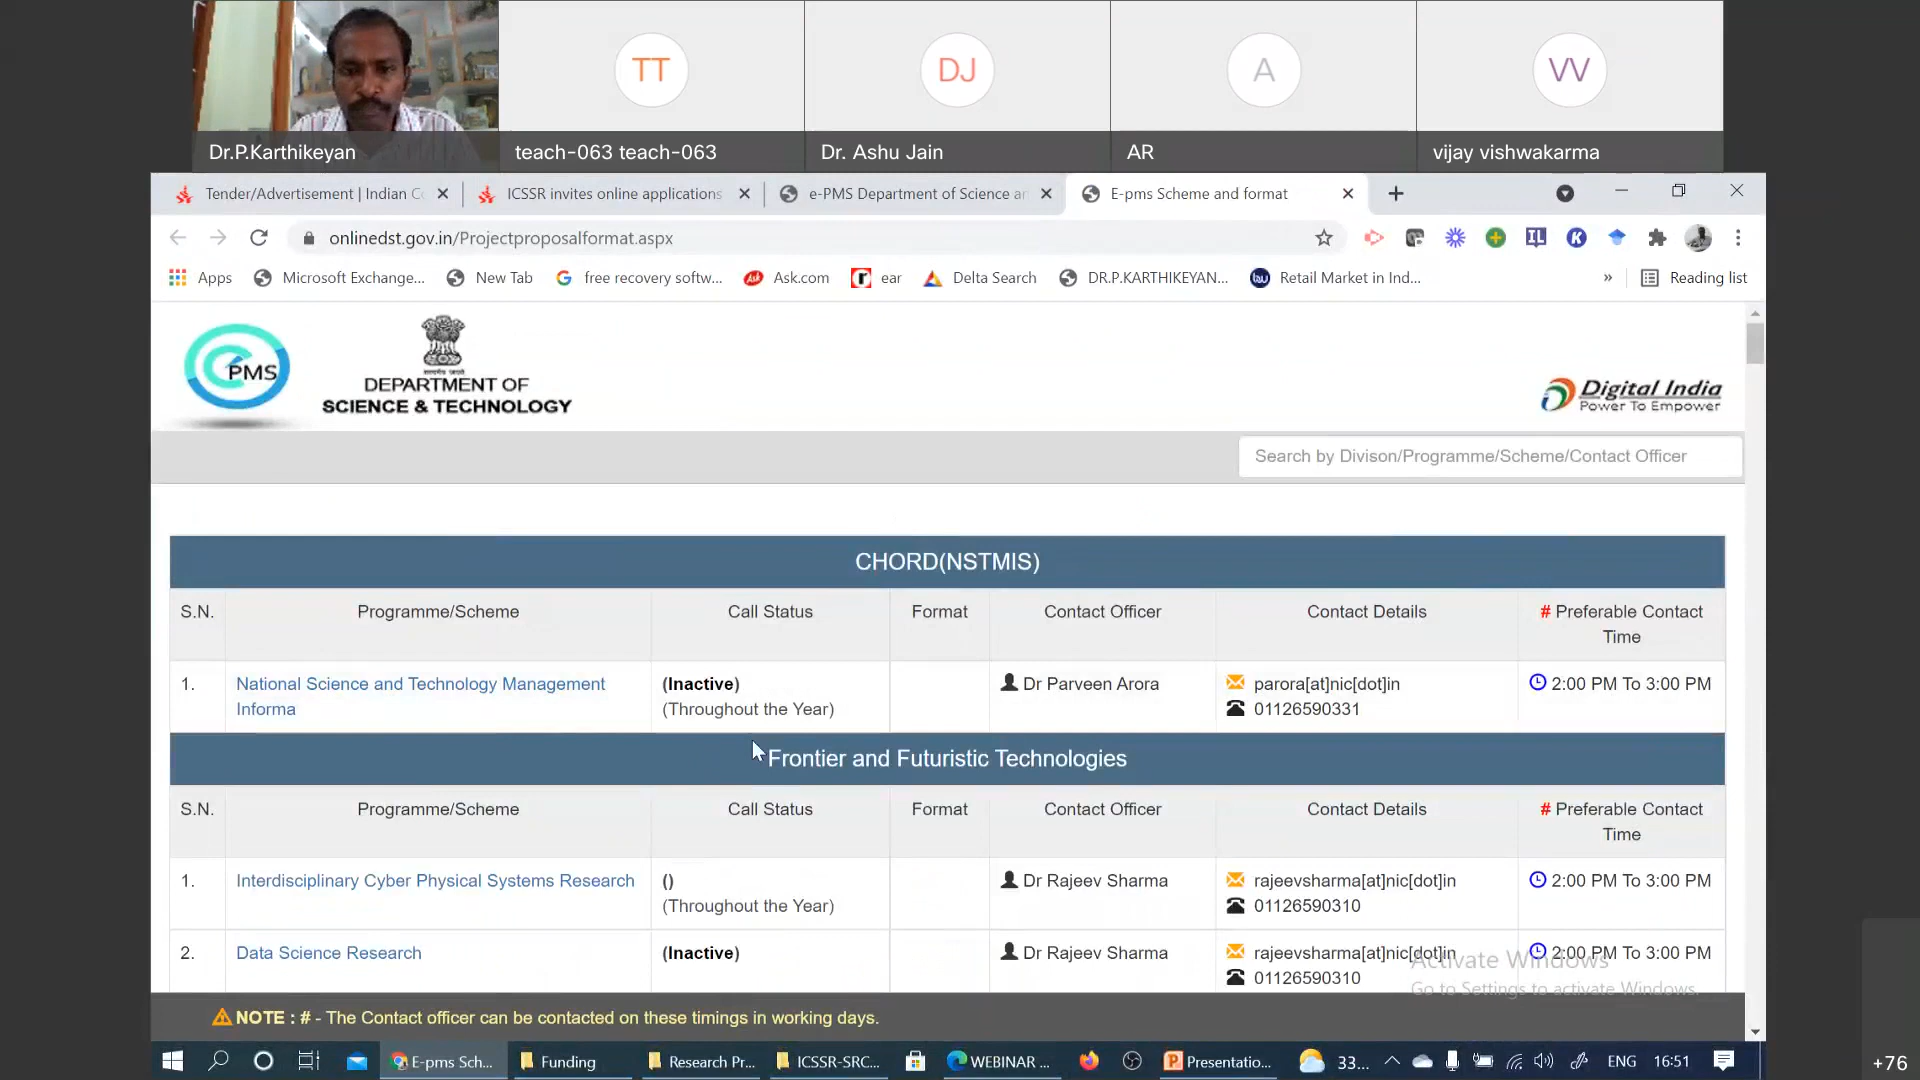 TT
DJ
A
VV
Dr.P.Karthikeyan
teach-063 teach-063
Dr. Ashu Jain
AR
vijay vishwakarma
Tender/Advertisement | Indian Co
ICSSR invites online applications
e-PMS Department of Science an
E-pms Scheme and format
onlinedst.gov.in/Projectproposalformat.aspx
IL
K
Apps
Microsoft Exchange...
New Tab
free recovery softw...
Ask
Ask.com
r
ear
Delta Search
DR.P.KARTHIKEYAN...
Retail Market in Ind...
»
Reading list
PMS
DEPARTMENT OF
SCIENCE & TECHNOLOGY
Digital India
Power To Empower
Search by Divison/Programme/Scheme/Contact Officer
CHORD(NSTMIS)
S.N. Programme/Scheme Call Status Format Contact Officer Contact Details # Preferable Contact
Time
1. National Science and Technology Management (Inactive) Dr Parveen Arora parora[at]nic[dot]in 2:00 PM To 3:00 PM
Informa (Throughout the Year) 01126590331
Frontier and Futuristic Technologies
S.N. Programme/Scheme Call Status Format Contact Officer Contact Details # Preferable Contact
Time
1. Interdisciplinary Cyber Physical Systems Research () Dr Rajeev Sharma rajeevsharma[at]nic[dot]in 2:00 PM To 3:00 PM
(Throughout the Year) 01126590310
2. Data Science Research (Inactive) Dr Rajeev Sharma rajeevsharma[at]nic[dot]in 2:00 PM To 3:00 PM
01126590310
Activate Windows
Go to Settings to activate Windows.
NOTE : # - The Contact officer can be contacted on these timings in working days.
E-pms Sch...
Funding
Research Pr...
ICSSR-SRC...
WEBINAR ...
Presentatio...
33...
ENG
16:51
+76